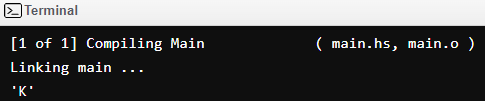 Terminal
[1 of 1] Compiling Main             ( main.hs, main.o )
Linking main ...
'K'